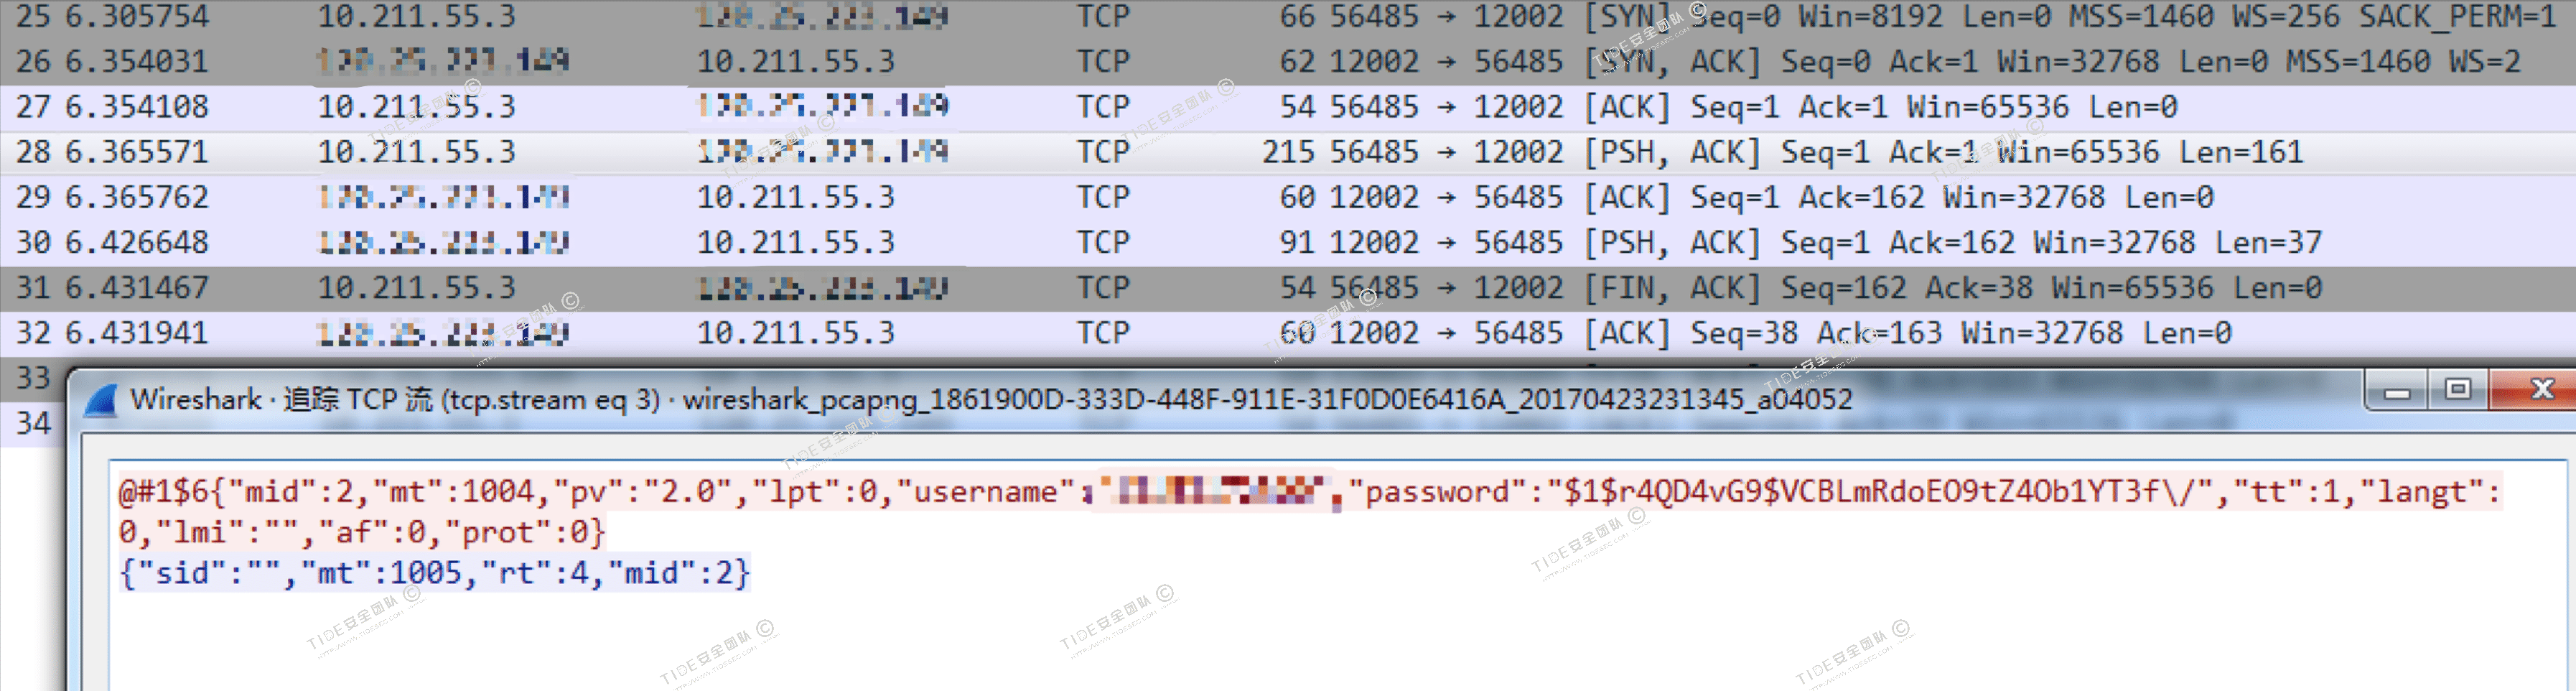 25 6.305754 10.211.55.3 TCP 66 56485 → 12002 [SYN] Seq=0 Win=8192 Len=0 MSS=1460 WS=256 SACK_PERM=1
26 6.354031 10.211.55.3 TCP 62 12002 → 56485 [SYN, ACK] Seq=0 Ack=1 Win=32768 Len=0 MSS=1460 WS=2
27 6.354108 10.211.55.3 TCP 54 56485 → 12002 [ACK] Seq=1 Ack=1 Win=65536 Len=0
28 6.365571 10.211.55.3 TCP 215 56485 → 12002 [PSH, ACK] Seq=1 Ack=1 Win=65536 Len=161
29 6.365762 10.211.55.3 TCP 60 12002 → 56485 [ACK] Seq=1 Ack=162 Win=32768 Len=0
30 6.426648 10.211.55.3 TCP 91 12002 → 56485 [PSH, ACK] Seq=1 Ack=162 Win=32768 Len=37
31 6.431467 10.211.55.3 TCP 54 56485 → 12002 [FIN, ACK] Seq=162 Ack=38 Win=65536 Len=0
32 6.431941 10.211.55.3 TCP 60 12002 → 56485 [ACK] Seq=38 Ack=163 Win=32768 Len=0
33
Wireshark · 追踪 TCP 流 (tcp.stream eq 3) · wireshark_pcapng_1861900D-333D-448F-911E-31F0D0E6416A_20170423231345_a04052
34
@#1$6{"mid":2,"mt":1004,"pv":"2.0","lpt":0,"username": ,"password":"$1$r4QD4vG9$VCBLmRdoEO9tZ4Ob1YT3f\/","tt":1,"langt":
0,"lmi":"","af":0,"prot":0}
{"sid":"","mt":1005,"rt":4,"mid":2}
TIDE安全团队 ©